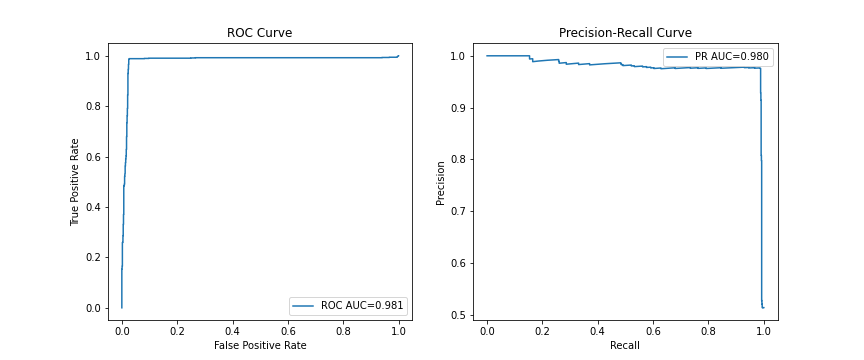 ROC Curve
True Positive Rate
1.0
0.8
0.6
0.4
0.2
0.0
ROC AUC=0.981
0.0 0.2 0.4 0.6 0.8 1.0
False Positive Rate
Precision-Recall Curve
Precision
1.0
0.9
0.8
0.7
0.6
0.5
PR AUC=0.980
0.0 0.2 0.4 0.6 0.8 1.0
Recall